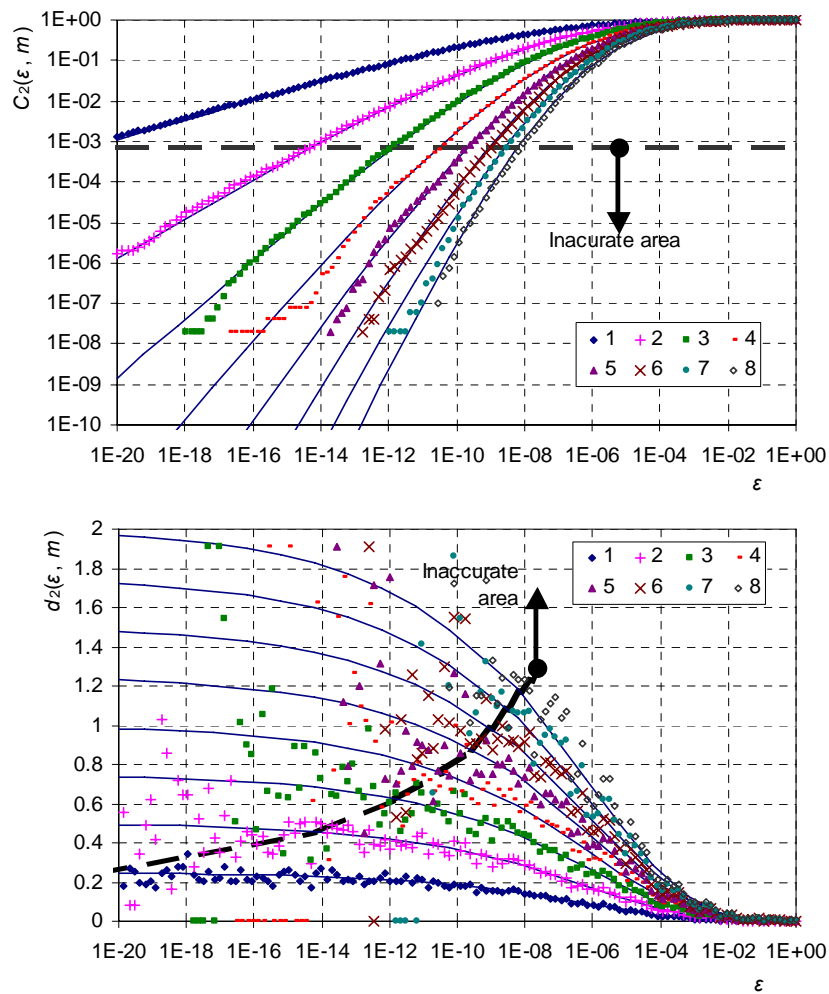 1E+00
1E-01
1E-02
1E-03
1E-04
1E-05
1E-06
1E-07
1E-08
1E-09
1E-10
C₂(ε, m)
Inacurate area
1 2 3 4
5 6 7 8
1E-20 1E-18 1E-16 1E-14 1E-12 1E-10 1E-08 1E-06 1E-04 1E-02 1E+00
ε
2
1.8
1.6
1.4
1.2
1
0.8
0.6
0.4
0.2
0
d₂(ε, m)
Inaccurate
area
1 2 3 4
5 6 7 8
1E-20 1E-18 1E-16 1E-14 1E-12 1E-10 1E-08 1E-06 1E-04 1E-02 1E+00
ε